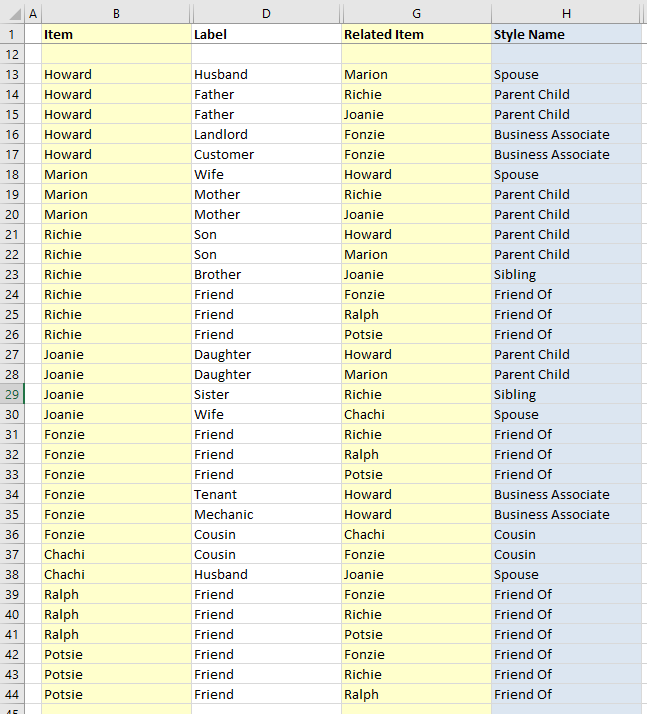 A B D G H
1 Item Label Related Item Style Name
12
13 Howard Husband Marion Spouse
14 Howard Father Richie Parent Child
15 Howard Father Joanie Parent Child
16 Howard Landlord Fonzie Business Associate
17 Howard Customer Fonzie Business Associate
18 Marion Wife Howard Spouse
19 Marion Mother Richie Parent Child
20 Marion Mother Joanie Parent Child
21 Richie Son Howard Parent Child
22 Richie Son Marion Parent Child
23 Richie Brother Joanie Sibling
24 Richie Friend Fonzie Friend Of
25 Richie Friend Ralph Friend Of
26 Richie Friend Potsie Friend Of
27 Joanie Daughter Howard Parent Child
28 Joanie Daughter Marion Parent Child
29 Joanie Sister Richie Sibling
30 Joanie Wife Chachi Spouse
31 Fonzie Friend Richie Friend Of
32 Fonzie Friend Ralph Friend Of
33 Fonzie Friend Potsie Friend Of
34 Fonzie Tenant Howard Business Associate
35 Fonzie Mechanic Howard Business Associate
36 Fonzie Cousin Chachi Cousin
37 Chachi Cousin Fonzie Cousin
38 Chachi Husband Joanie Spouse
39 Ralph Friend Fonzie Friend Of
40 Ralph Friend Richie Friend Of
41 Ralph Friend Potsie Friend Of
42 Potsie Friend Fonzie Friend Of
43 Potsie Friend Richie Friend Of
44 Potsie Friend Ralph Friend Of
45